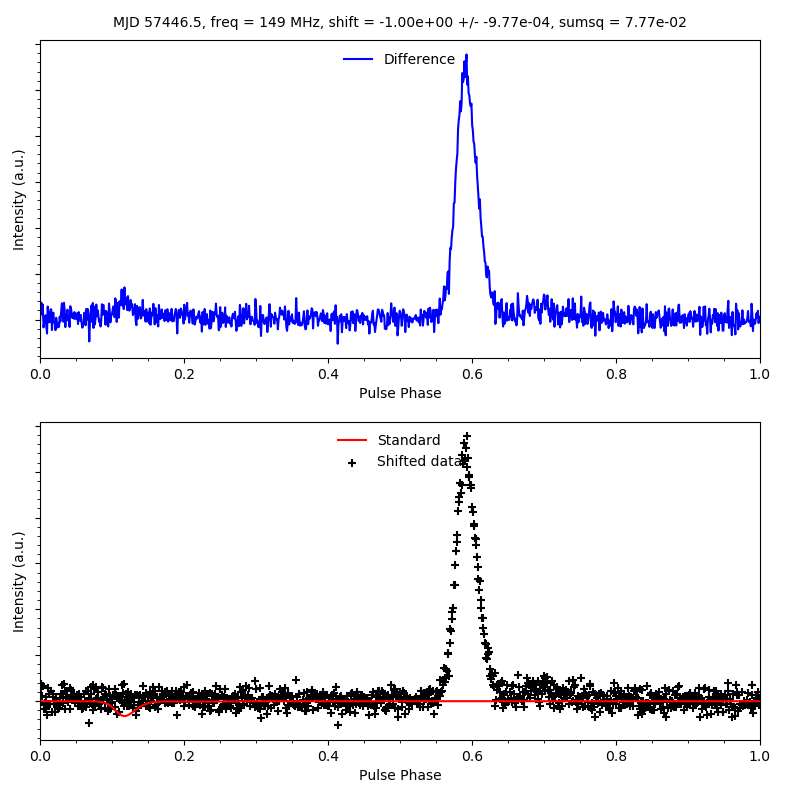 MJD 57446.5, freq = 149 MHz, shift = -1.00e+00 +/- -9.77e-04, sumsq = 7.77e-02
Difference
Intensity (a.u.)
0.0 0.2 0.4 0.6 0.8 1.0
Pulse Phase
Standard
Shifted data
Intensity (a.u.)
0.0 0.2 0.4 0.6 0.8 1.0
Pulse Phase